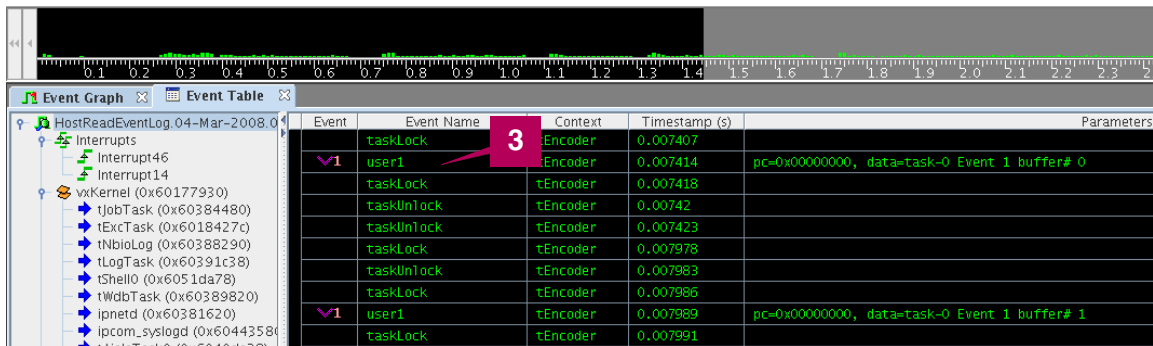 0.1 0.2 0.3 0.4 0.5 0.6 0.7 0.8 0.9 1.0 1.1 1.2 1.3 1.4 1.5 1.6 1.7 1.8 1.9 2.0 2.1 2.2 2.3 2
Event Graph Event Table
HostReadEventLog.04-Mar-2008.0
Interrupts
Interrupt46
Interrupt14
vxKernel (0x60177930)
tJobTask (0x60384480)
tExcTask (0x6018427c)
tNbioLog (0x60388290)
tLogTask (0x60391c38)
tShell0 (0x6051da78)
tWdbTask (0x60389820)
ipnetd (0x60381620)
ipcom_syslogd (0x6044358
Event Event Name Context Timestamp (s) Parameters
taskLock tEncoder 0.007407
1 user1 tEncoder 0.007414 pc=0x00000000, data=task-0 Event 1 buffer# 0
taskLock tEncoder 0.007418
taskUnlock tEncoder 0.00742
taskUnlock tEncoder 0.007423
taskLock tEncoder 0.007978
taskUnlock tEncoder 0.007983
taskLock tEncoder 0.007986
1 user1 tEncoder 0.007989 pc=0x00000000, data=task-0 Event 1 buffer# 1
taskLock tEncoder 0.007991
3